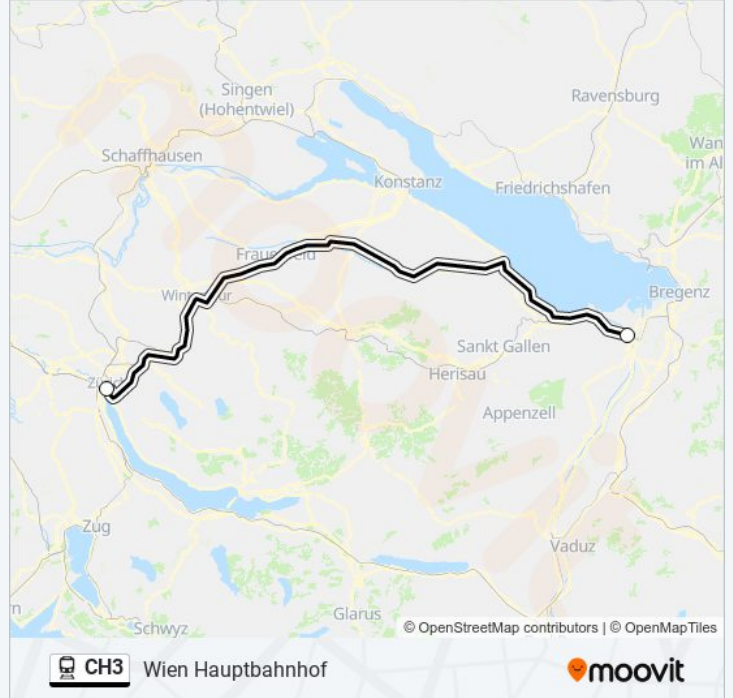 Singen
(Hohentwiel)
Ravensburg
Schaffhausen
Wan
im Al
Konstanz
Friedrichshafen
Frauenfeld
Winterthur
Bregenz
Sankt Gallen
Herisau
Zürich
Appenzell
Zug
Vaduz
Glarus
Schwyz
© OpenStreetMap contributors | © OpenMapTiles
CH3 Wien Hauptbahnhof moovit